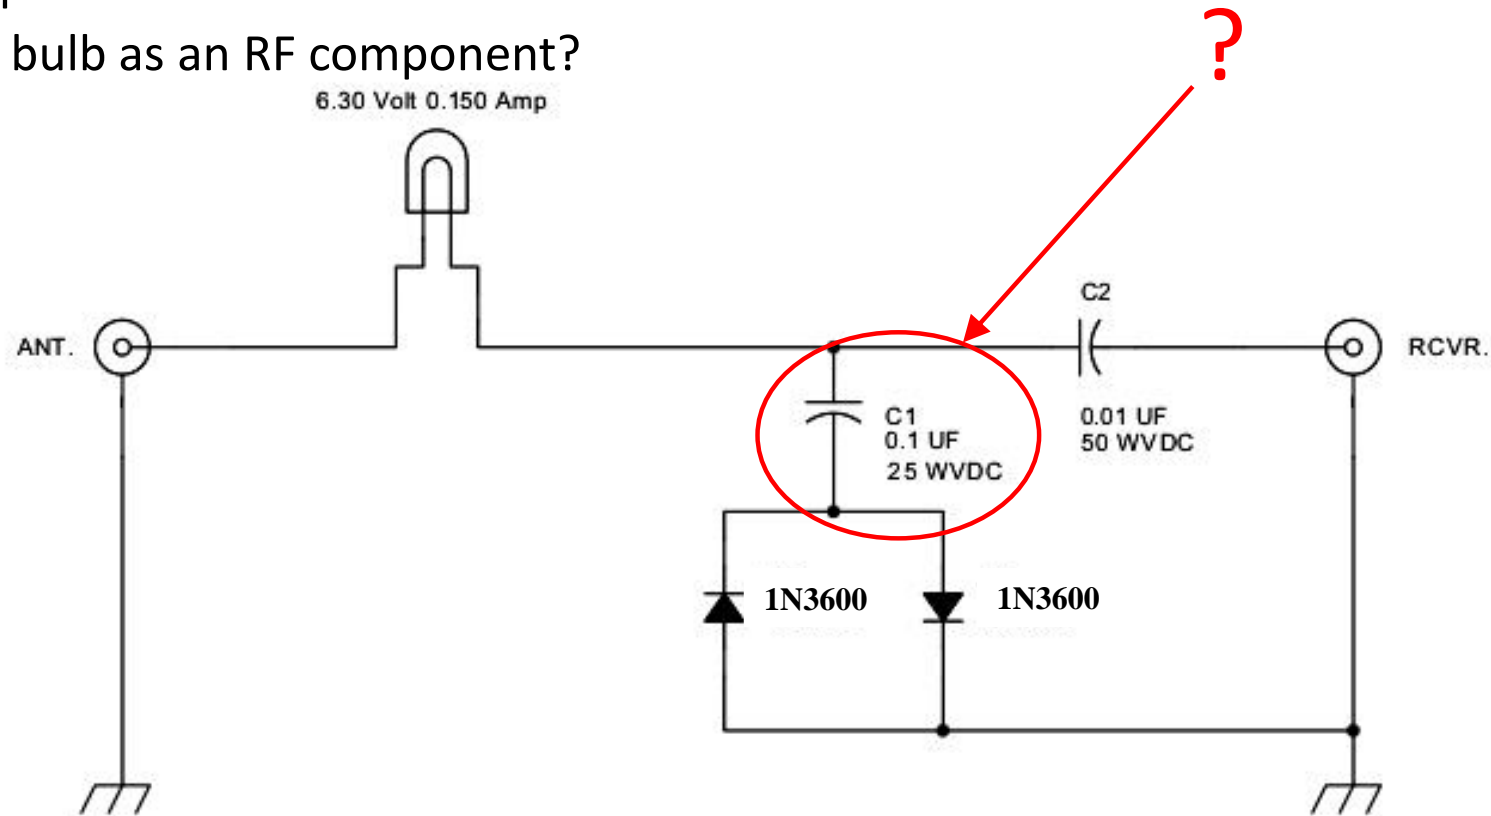 bulb as an RF component?
?
6.30 Volt 0.150 Amp
C2
ANT.
RCVR.
C1
0.1 UF
25 WVDC
0.01 UF
50 WVDC
1N3600
1N3600